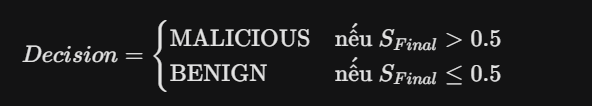 Decision = { MALICIOUS nếu S_Final > 0.5
BENIGN nếu S_Final ≤ 0.5